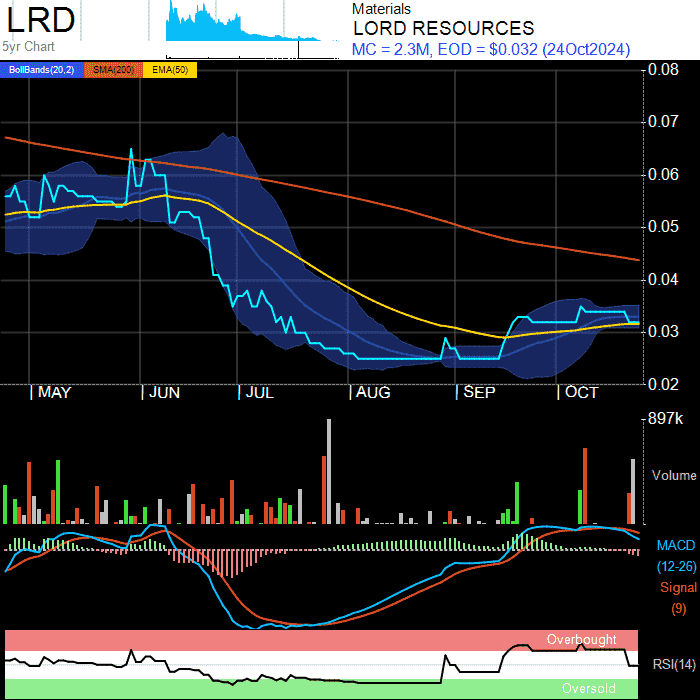 LRD
5yr Chart
Materials
LORD RESOURCES
MC = 2.3M, EOD = $0.032 (24Oct2024)
BollBands(20,2) SMA(200) EMA(50)
0.08
0.07
0.06
0.05
0.04
0.03
0.02
MAY JUN JUL AUG SEP OCT
897k
Volume
MACD
(12-26)
Signal
(9)
Overbought
RSI(14)
Oversold